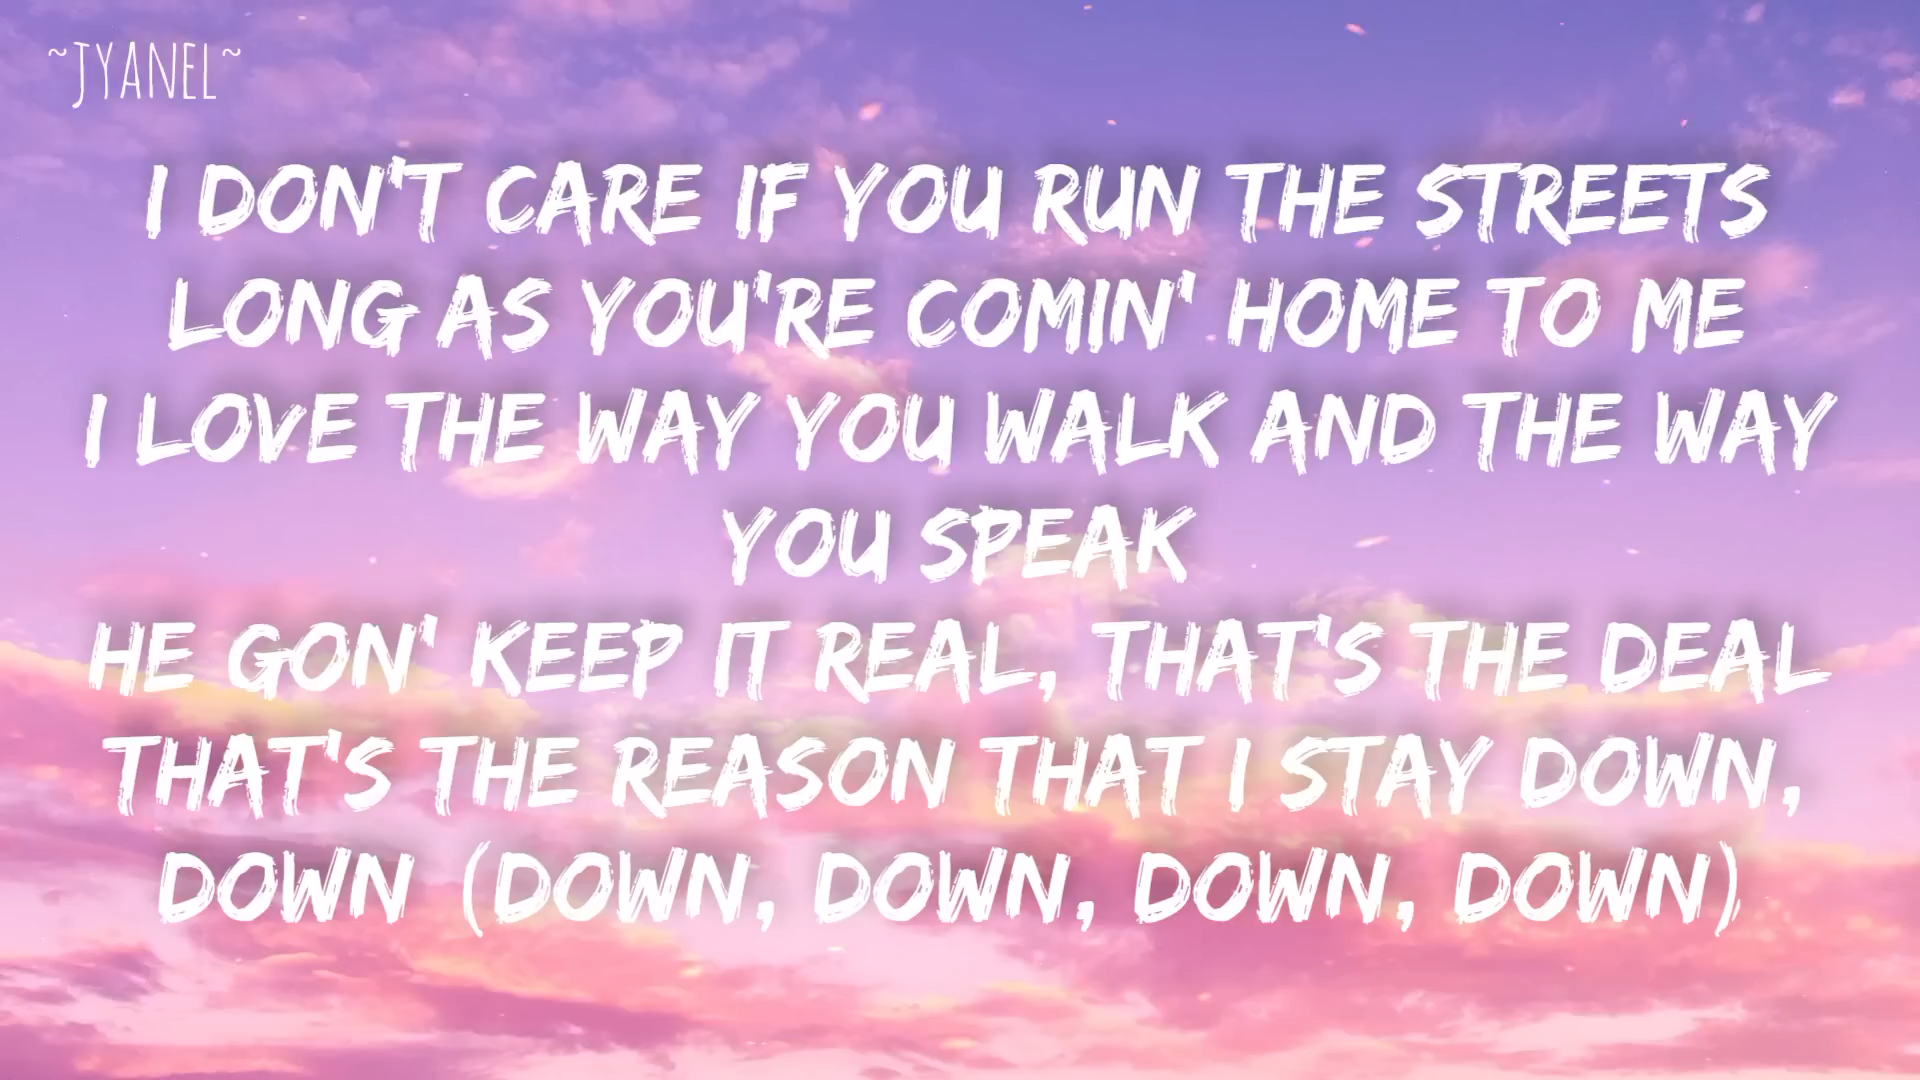 ~JYANEL~
I DON'T CARE IF YOU RUN THE STREETS
LONG AS YOU'RE COMIN' HOME TO ME
I LOVE THE WAY YOU WALK AND THE WAY
YOU SPEAK
HE GON' KEEP IT REAL, THAT'S THE DEAL
THAT'S THE REASON THAT I STAY DOWN,
DOWN (DOWN, DOWN, DOWN, DOWN)